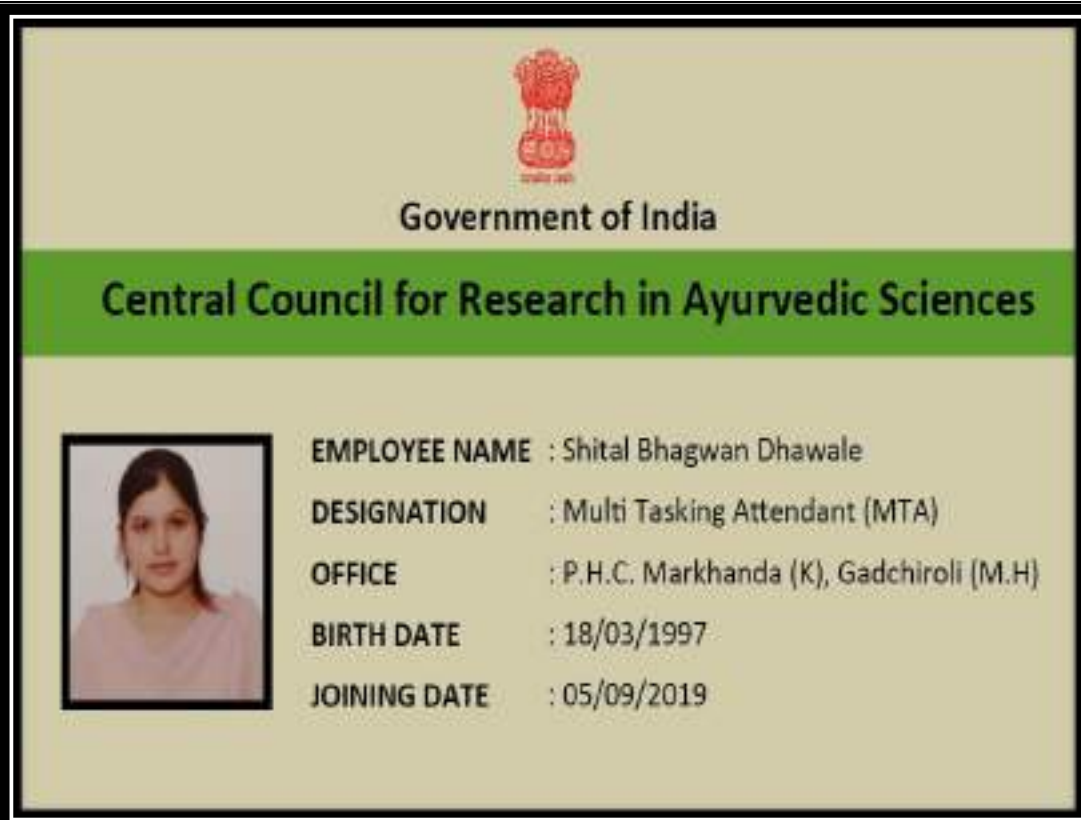 Government of India
Central Council for Research in Ayurvedic Sciences
EMPLOYEE NAME : Shital Bhagwan Dhawale
DESIGNATION : Multi Tasking Attendant (MTA)
OFFICE : P.H.C. Markhanda (K), Gadchiroli (M.H)
BIRTH DATE : 18/03/1997
JOINING DATE : 05/09/2019